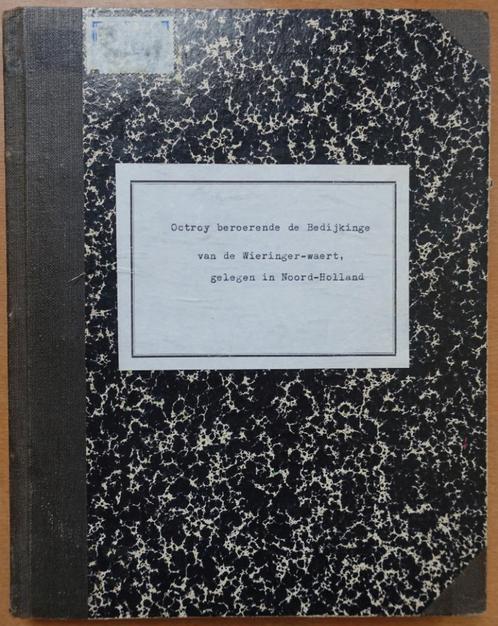 Octroy beroerende de Bedijkinge
van de Wieringer-waert,
gelegen in Noord-Holland